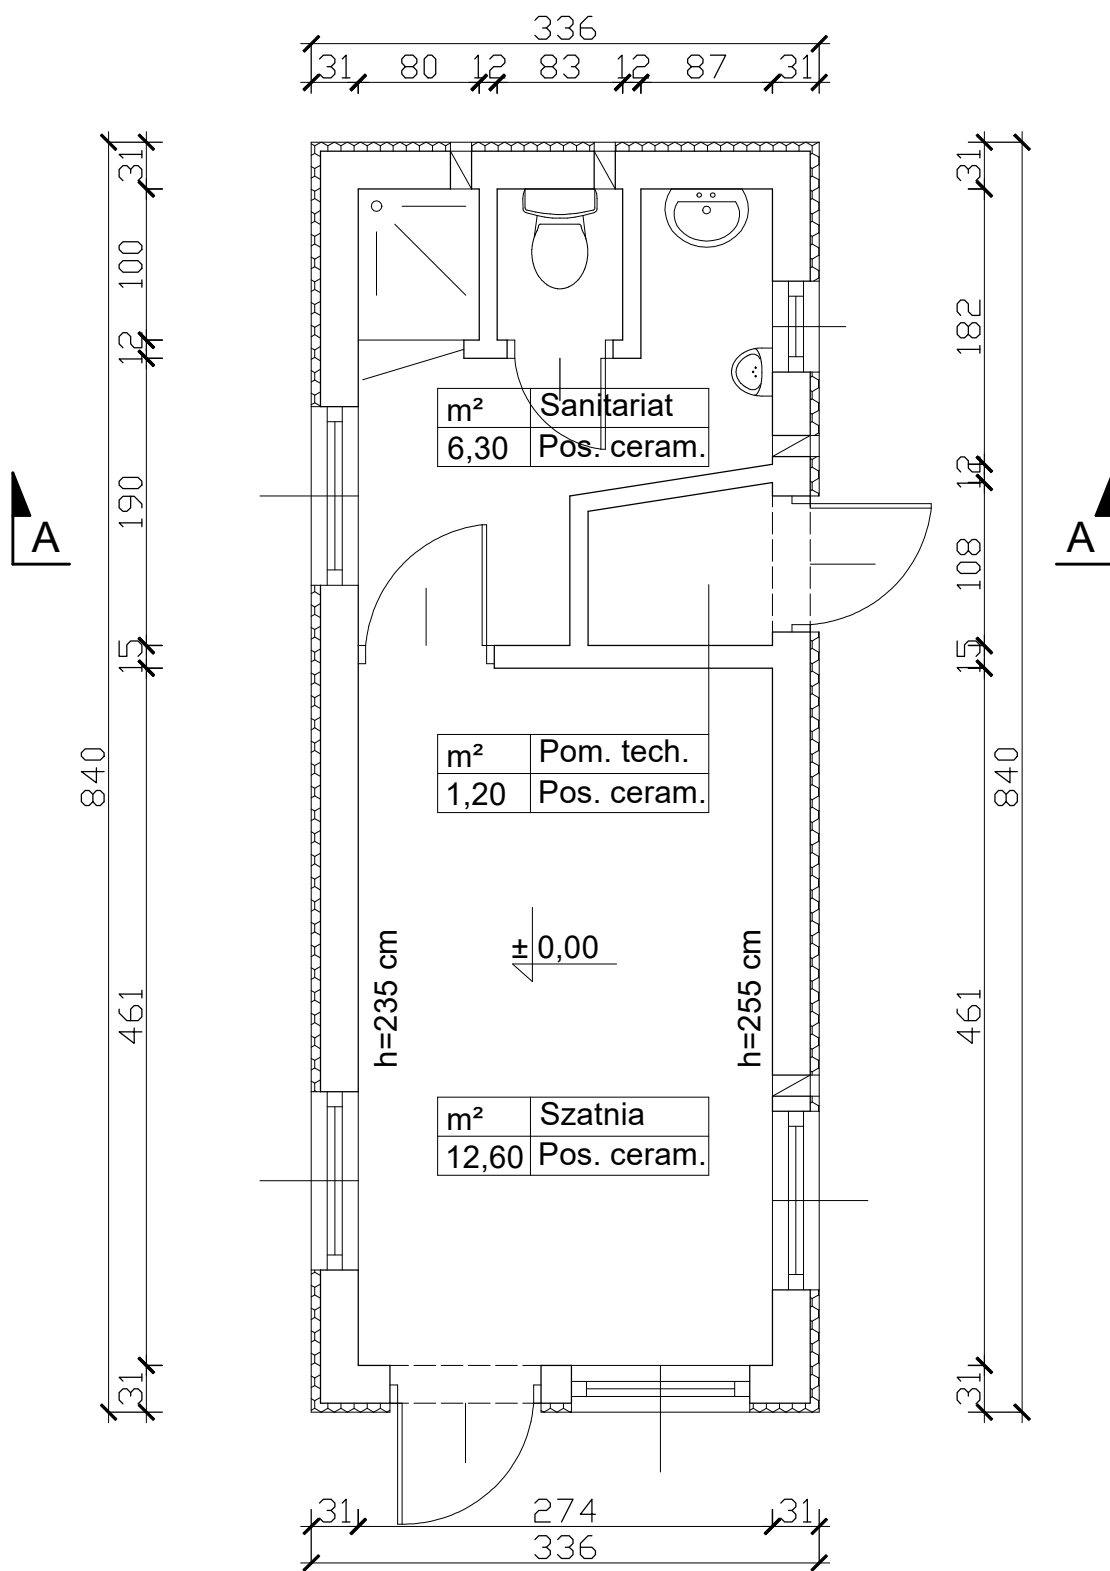 336
31 80 12 83 12 87 31
31
100
12
190
15
461
31
840
31
182
12
108
15
461
31
840
A
A
m² Sanitariat
6,30 Pos. ceram.
m² Pom. tech.
1,20 Pos. ceram.
± 0,00
h=235 cm
h=255 cm
m² Szatnia
12,60 Pos. ceram.
31 274 31
336